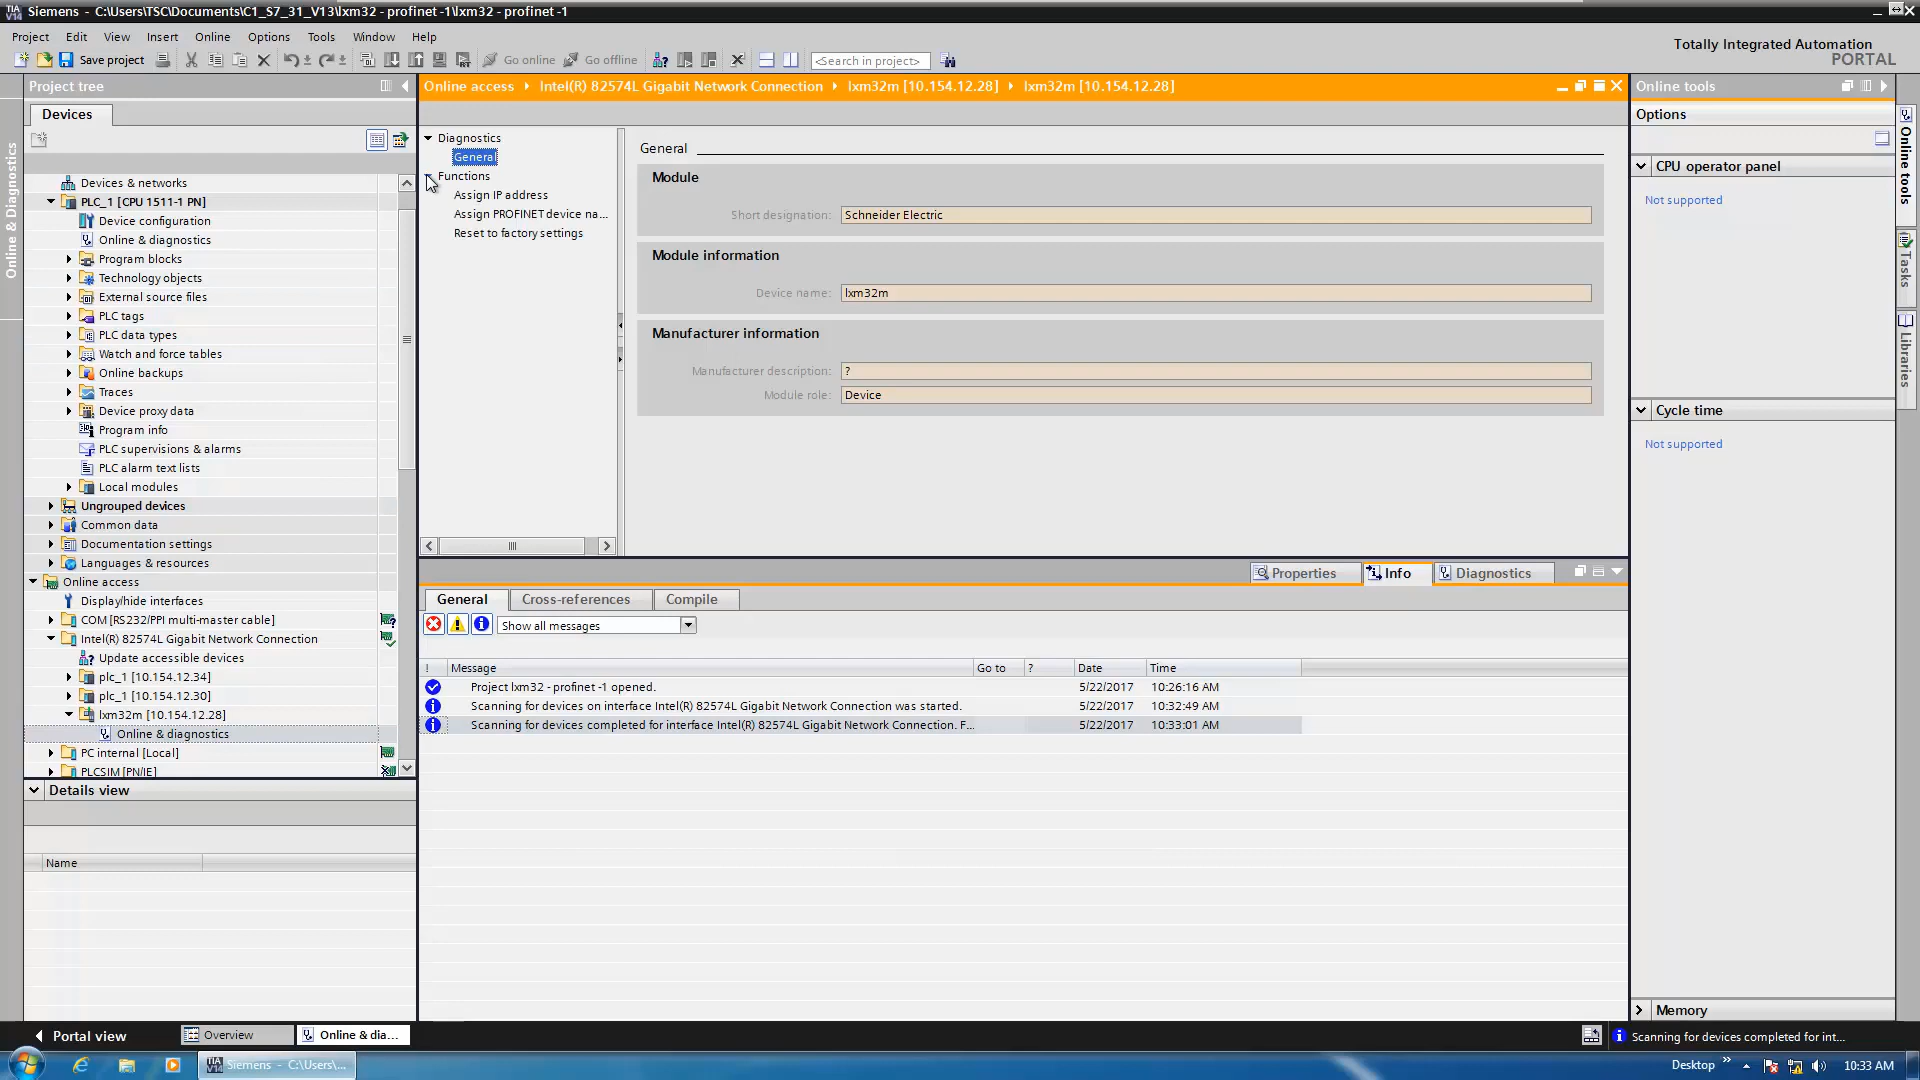 Siemens - C:\Users\TSC\Documents\C1_S7_31_V13\lxm32 - profinet -1\lxm32 - profinet -1
Project Edit View Insert Online Options Tools Window Help
Totally Integrated Automation
PORTAL
Save project
Go online
Go offline
<Search in project>
Project tree
Devices
Online & Diagnostics
Devices & networks
PLC_1 [CPU 1511-1 PN]
Device configuration
Online & diagnostics
Program blocks
Technology objects
External source files
PLC tags
PLC data types
Watch and force tables
Online backups
Traces
Device proxy data
Program info
PLC supervisions & alarms
PLC alarm text lists
Local modules
Ungrouped devices
Common data
Documentation settings
Languages & resources
Online access
Display/hide interfaces
COM [RS232/PPI multi-master cable]
Intel(R) 82574L Gigabit Network Connection
Update accessible devices
plc_1 [10.154.12.34]
plc_1 [10.154.12.30]
lxm32m [10.154.12.28]
Online & diagnostics
PC internal [Local]
PLCSIM [PN/IE]
Details view
Name
Online access Intel(R) 82574L Gigabit Network Connection lxm32m [10.154.12.28] lxm32m [10.154.12.28]
Diagnostics
General
Functions
Assign IP address
Assign PROFINET device na...
Reset to factory settings
General
Module
Short designation: Schneider Electric
Module information
Device name: lxm32m
Manufacturer information
Manufacturer description: ?
Module role: Device
Properties Info Diagnostics
General Cross-references Compile
Show all messages
! Message Go to ? Date Time
Project lxm32 - profinet -1 opened. 5/22/2017 10:26:16 AM
Scanning for devices on interface Intel(R) 82574L Gigabit Network Connection was started. 5/22/2017 10:32:49 AM
Scanning for devices completed for interface Intel(R) 82574L Gigabit Network Connection. F... 5/22/2017 10:33:01 AM
Online tools
Options
CPU operator panel
Not supported
Cycle time
Not supported
Memory
Online tools
Tasks
Libraries
Portal view
Overview
Online & dia...
Scanning for devices completed for int...
Siemens - C:\Users\...
Desktop
10:33 AM